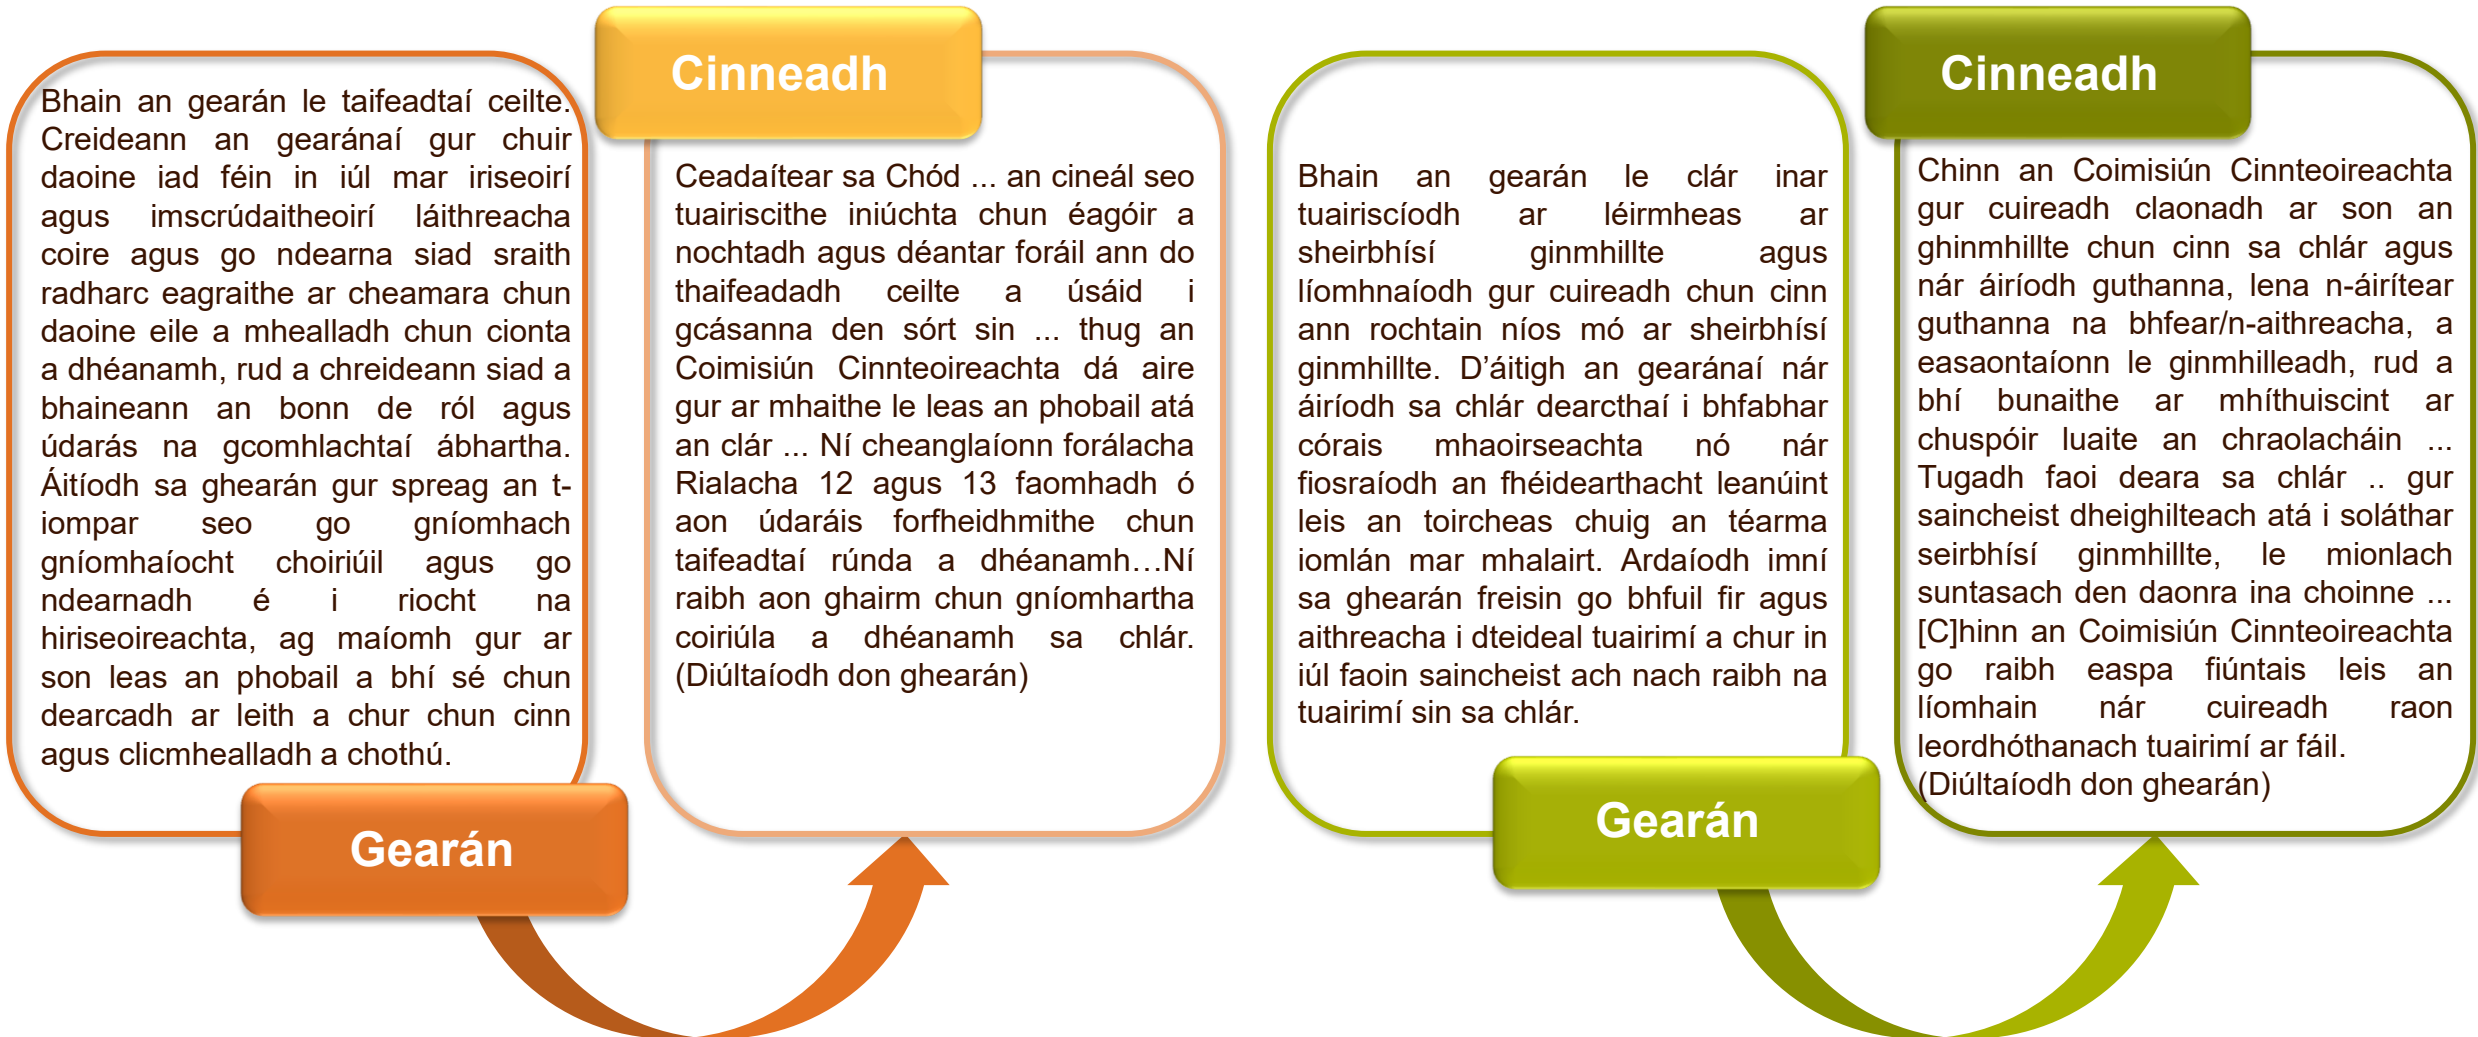 Bhain an gearán le taifeadtaí ceilte.
Creideann an gearánaí gur chuir
daoine iad féin in iúl mar iriseoirí
agus imscrúdaitheoirí láithreacha
coire agus go ndearna siad sraith
radharc eagraithe ar cheamara chun
daoine eile a mhealladh chun cionta
a dhéanamh, rud a chreideann siad a
bhaineann an bonn de ról agus
údarás na gcomhlachtaí ábhartha.
Áitíodh sa ghearán gur spreag an t-
iompar seo go gníomhach
gníomhaíocht choiriúil agus go
ndearnadh é i riocht na
hiriseoireachta, ag maíomh gur ar
son leas an phobail a bhí sé chun
dearcadh ar leith a chur chun cinn
agus clicmhealladh a chothú.
Gearán
Cinneadh
Ceadaítear sa Chód ... an cineál seo
tuairiscithe iniúchta chun éagóir a
nochtadh agus déantar foráil ann do
thaifeadadh ceilte a úsáid i
gcásanna den sórt sin ... thug an
Coimisiún Cinnteoireachta dá aire
gur ar mhaithe le leas an phobail atá
an clár ... Ní cheanglaíonn forálacha
Rialacha 12 agus 13 faomhadh ó
aon údaráis forfheidhmithe chun
taifeadtaí rúnda a dhéanamh…Ní
raibh aon ghairm chun gníomhartha
coiriúla a dhéanamh sa chlár.
(Diúltaíodh don ghearán)
Bhain an gearán le clár inar
tuairiscíodh ar léirmheas ar
sheirbhísí ginmhillte agus
líomhnaíodh gur cuireadh chun cinn
ann rochtain níos mó ar sheirbhísí
ginmhillte. D’áitigh an gearánaí nár
áiríodh sa chlár dearcthaí i bhfabhar
córais mhaoirseachta nó nár
fiosraíodh an fhéidearthacht leanúint
leis an toircheas chuig an téarma
iomlán mar mhalairt. Ardaíodh imní
sa ghearán freisin go bhfuil fir agus
aithreacha i dteideal tuairimí a chur in
iúl faoin saincheist ach nach raibh na
tuairimí sin sa chlár.
Gearán
Cinneadh
Chinn an Coimisiún Cinnteoireachta
gur cuireadh claonadh ar son an
ghinmhillte chun cinn sa chlár agus
nár áiríodh guthanna, lena n-áirítear
guthanna na bhfear/n-aithreacha, a
easaontaíonn le ginmhilleadh, rud a
bhí bunaithe ar mhíthuiscint ar
chuspóir luaite an chraolacháin ...
Tugadh faoi deara sa chlár .. gur
saincheist dheighilteach atá i soláthar
seirbhísí ginmhillte, le mionlach
suntasach den daonra ina choinne ...
[C]hinn an Coimisiún Cinnteoireachta
go raibh easpa fiúntais leis an
líomhain nár cuireadh raon
leordhóthanach tuairimí ar fáil.
(Diúltaíodh don ghearán)